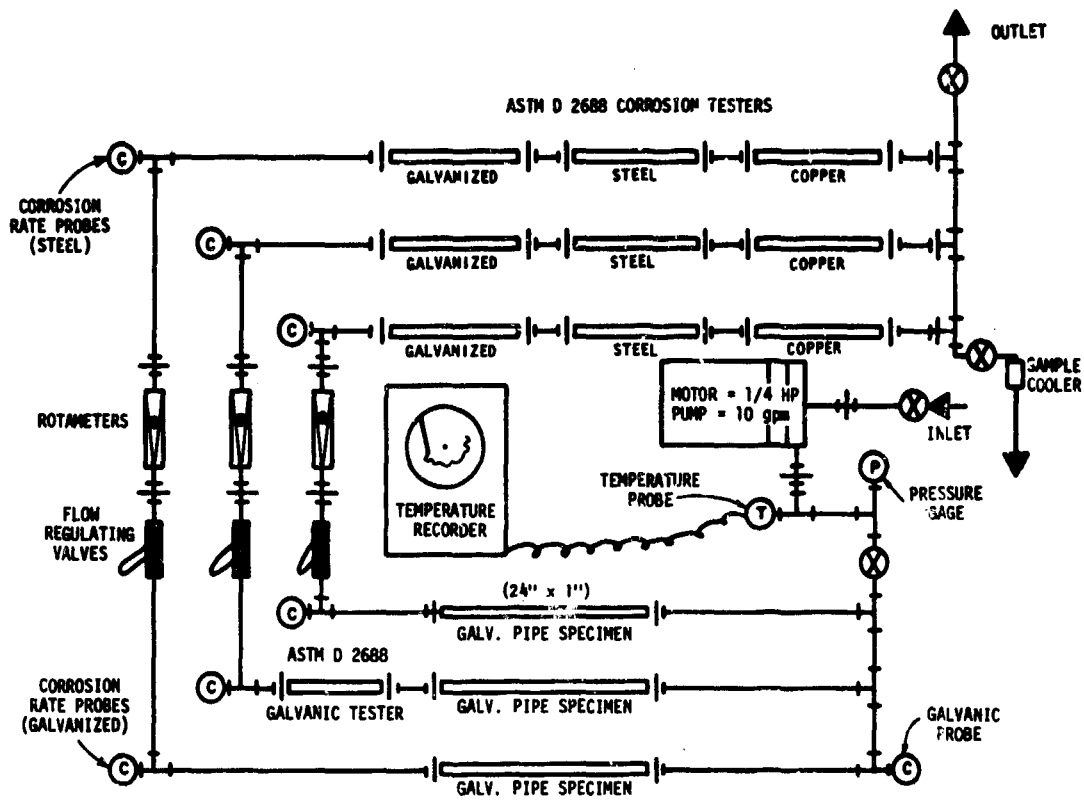 OUTLET
ASTM D 2688 CORROSION TESTERS
C
GALVANIZED
STEEL
COPPER
CORROSION
RATE PROBES
(STEEL)
C
GALVANIZED
STEEL
COPPER
C
GALVANIZED
STEEL
COPPER
SAMPLE
COOLER
MOTOR = 1/4 HP
PUMP = 10 gpm
INLET
ROTAMETERS
TEMPERATURE
RECORDER
TEMPERATURE
PROBE
T
P
PRESSURE
GAGE
FLOW
REGULATING
VALVES
(24" x 1")
C
GALV. PIPE SPECIMEN
ASTM D 2688
C
GALVANIC TESTER
GALV. PIPE SPECIMEN
CORROSION
RATE PROBES
(GALVANIZED)
C
GALV. PIPE SPECIMEN
GALVANIC
PROBE
C